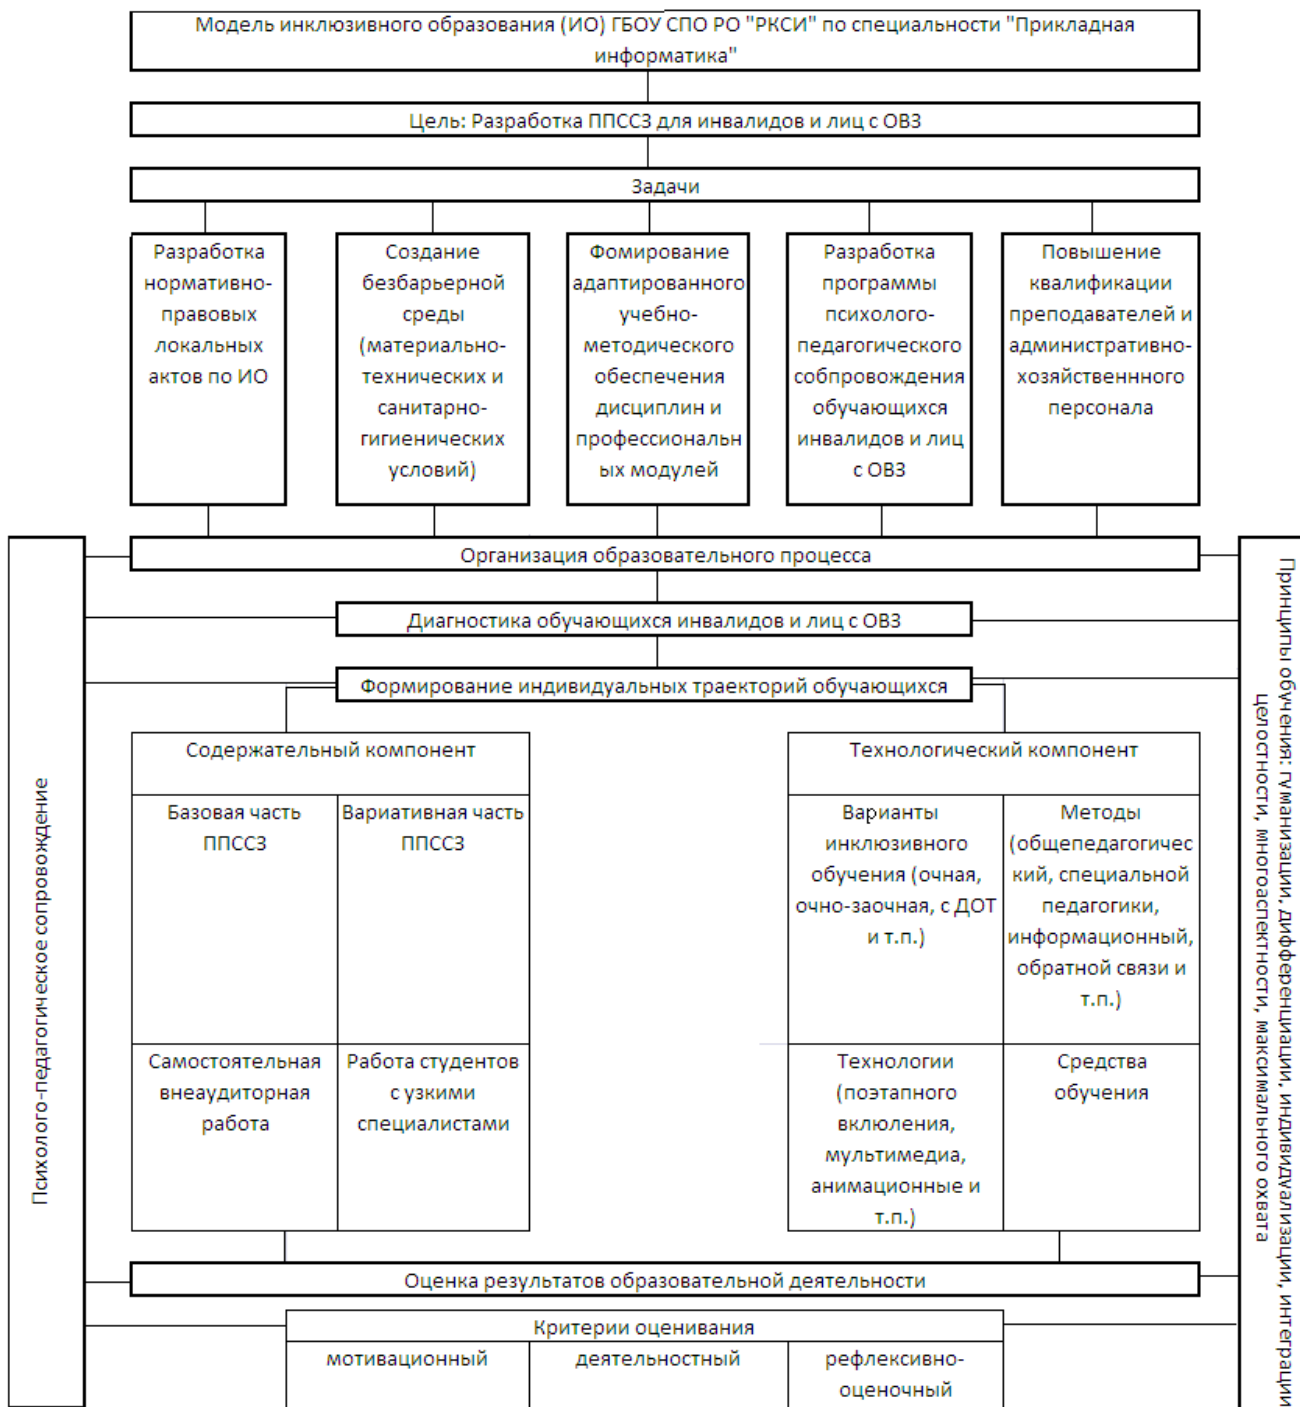 Модель инклюзивного образования (ИО) ГБОУ СПО РО "РКСИ" по специальности "Прикладная
информатика"
Цель: Разработка ППССЗ для инвалидов и лиц с ОВЗ
Задачи
Разработка
нормативно-
правовых
локальных
актов по ИО
Создание
безбарьерной
среды
(материально-
технических и
санитарно-
гигиенических
условий)
Фомирование
адаптированного
учебно-
методического
обеспечения
дисциплин и
профессиональн
ых модулей
Разработка
программы
психолого-
педагогического
собпровождения
обучающихся
инвалидов и лиц
с ОВЗ
Повышение
квалификации
преподавателей и
административно-
хозяйственнного
персонала
Организация образовательного процесса
Диагностика обучающихся инвалидов и лиц с ОВЗ
Формирование индивидуальных траекторий обучающихся
Психолого-педагогическое сопровождение
Принципы обучения: гуманизации, дифференциации, индивидуализации, интеграции
целостности, многоаспектности, максимального охвата
Содержательный компонент
Базовая часть
ППССЗ
Вариативная часть
ППССЗ
Самостоятельная
внеаудиторная
работа
Работа студентов
с узкими
специалистами
Технологический компонент
Варианты
инклюзивного
обучения (очная,
очно-заочная, с ДОТ
и т.п.)
Методы
(общепедагогичес
кий, специальной
педагогики,
информационный,
обратной связи и
т.п.)
Технологии
(поэтапного
вклюления,
мультимедиа,
анимационные и
т.п.)
Средства
обучения
Оценка результатов образовательной деятельности
Критерии оценивания
мотивационный
деятельностный
рефлексивно-
оценочный